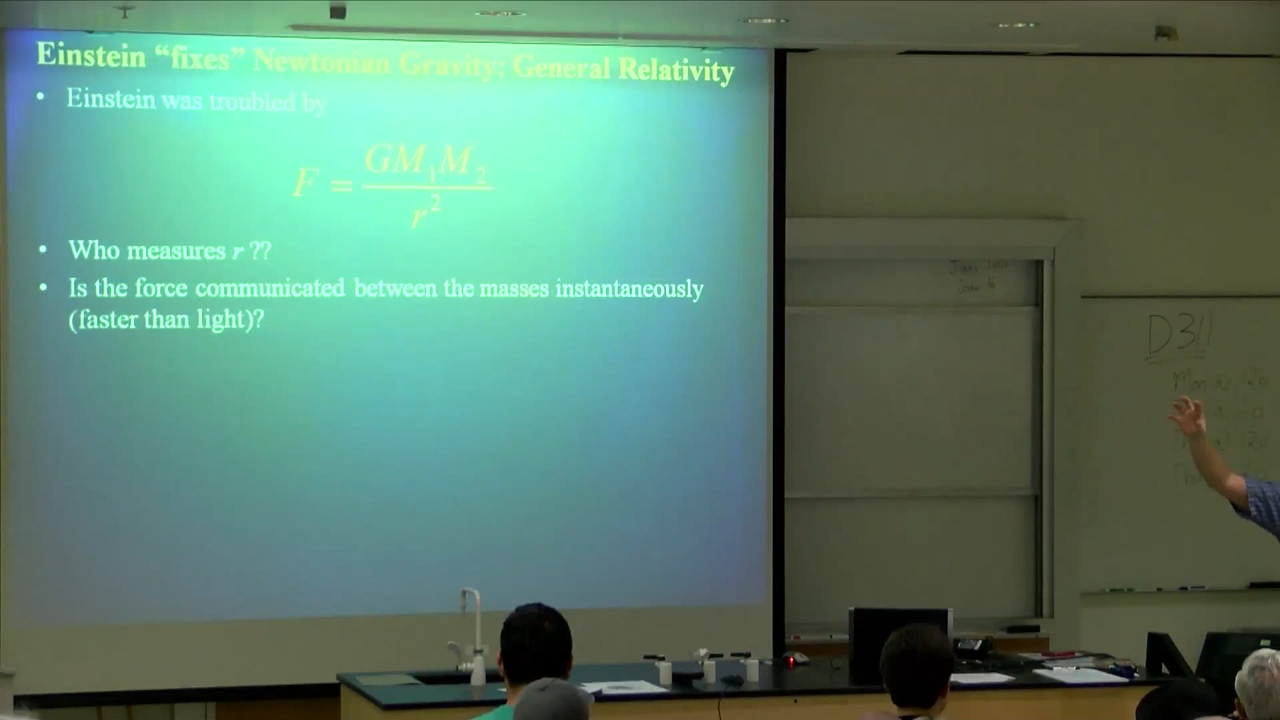 Einstein “fixes” Newtonian Gravity: General Relativity
• Einstein was troubled by
F = GM₁M₂ / r²
• Who measures r ??
• Is the force communicated between the masses instantaneously
(faster than light)?
D311
Mon